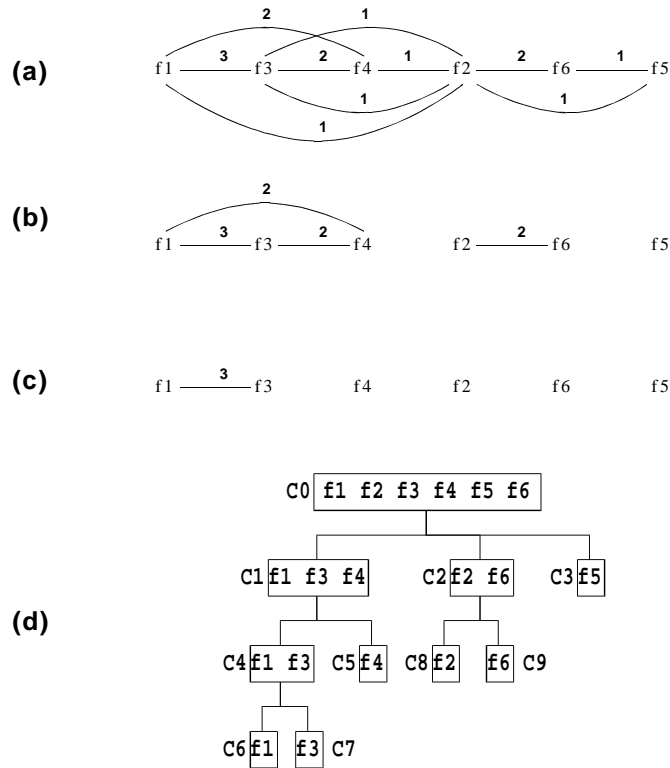 2 1
(a) f1 3 f3 2 f4 1 f2 2 f6 1 f5
1 1
1
2
(b) f1 3 f3 2 f4 f2 2 f6 f5
(c) f1 3 f3 f4 f2 f6 f5
C0 f1 f2 f3 f4 f5 f6
C1 f1 f3 f4 C2 f2 f6 C3 f5
(d)
C4 f1 f3 C5 f4 C8 f2 f6 C9
C6 f1 f3 C7